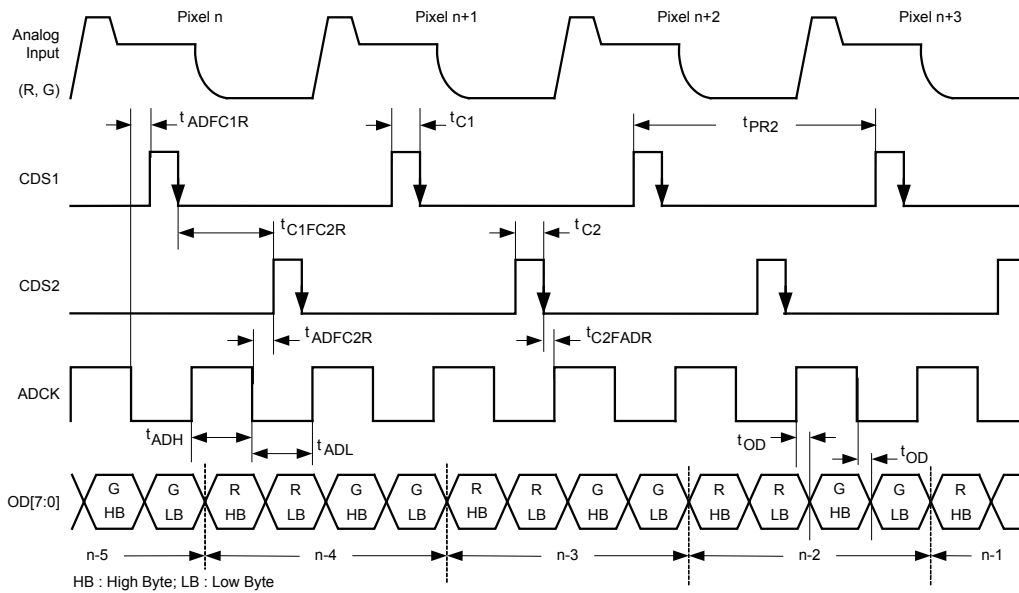 Pixel n Pixel n+1 Pixel n+2 Pixel n+3
Analog
Input
(R, G)
tADFC1R tC1 tPR2
CDS1
tC1FC2R tC2
CDS2
tADFC2R tC2FADR
ADCK
tADH tADL tOD tOD
G G R R G G R R G G R R G G R
OD[7:0]
HB LB HB LB HB LB HB LB HB LB HB LB HB LB HB
n-5 n-4 n-3 n-2 n-1
HB : High Byte; LB : Low Byte